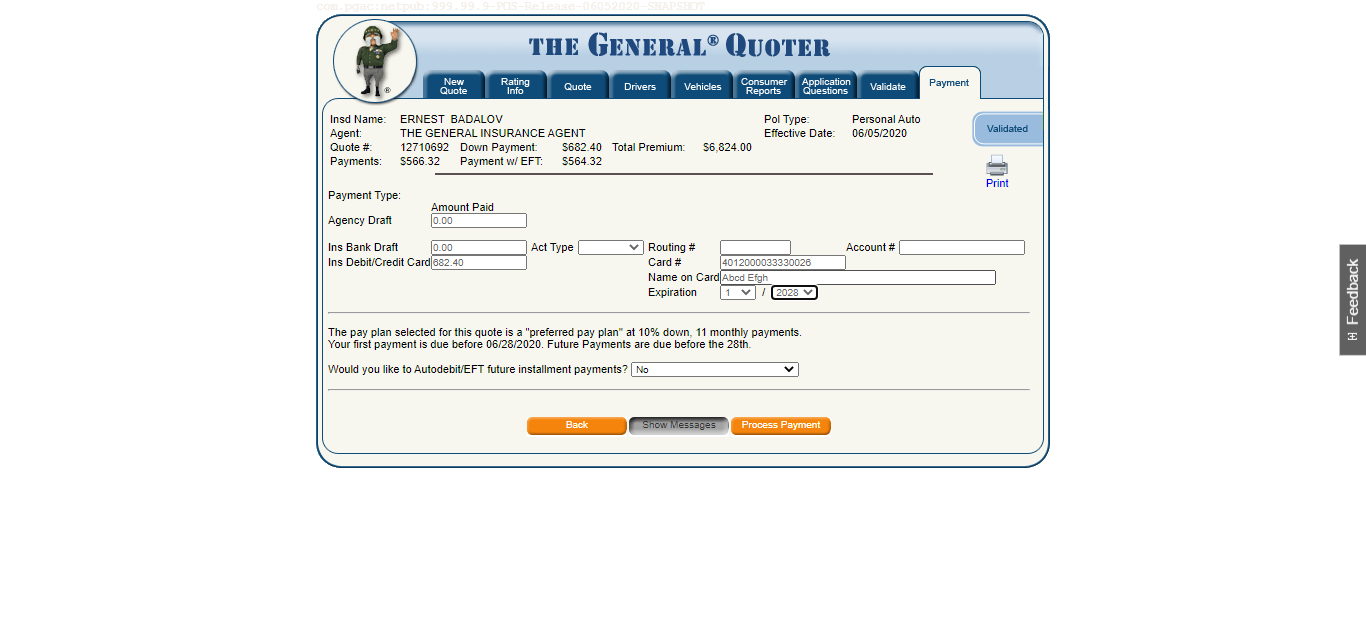 com.pgac:netpub:999.99.9-POS-Release-06052020-SNAPSHOT
THE GENERAL® QUOTER
New Quote Rating Info Quote Drivers Vehicles Consumer Reports Application Questions Validate Payment
Insd Name: ERNEST BADALOV Pol Type: Personal Auto
Agent: THE GENERAL INSURANCE AGENT Effective Date: 06/05/2020
Validated
Quote #: 12710692 Down Payment: $682.40 Total Premium: $6,824.00
Payments: $566.32 Payment w/ EFT: $564.32
Print
Payment Type:
Amount Paid
Agency Draft 0.00
Ins Bank Draft 0.00 Act Type Routing # Account #
Ins Debit/Credit Card 682.40 Card # 4012000033330026
Name on Card Abcd Efgh
Expiration 1 / 2028
The pay plan selected for this quote is a "preferred pay plan" at 10% down, 11 monthly payments.
Your first payment is due before 06/28/2020. Future Payments are due before the 28th.
Would you like to Autodebit/EFT future installment payments? No
Back Show Messages Process Payment
Feedback